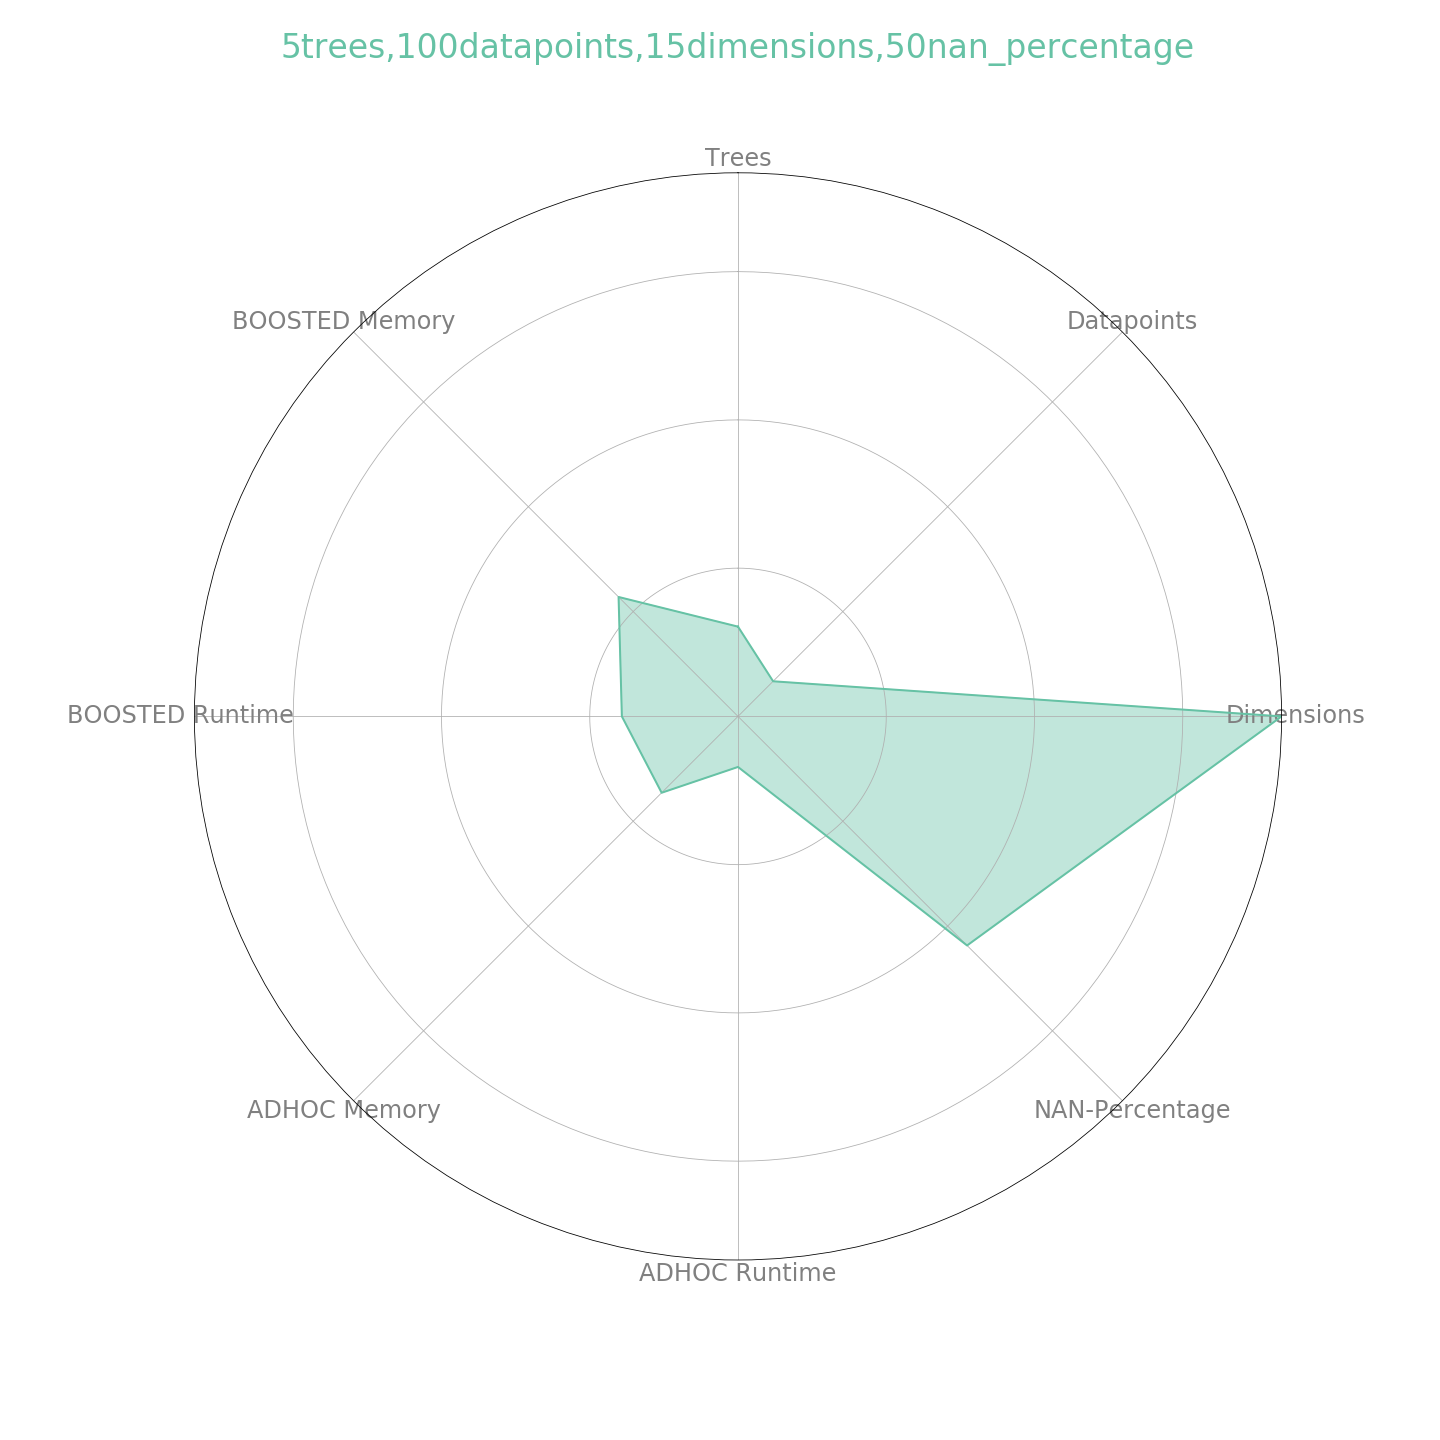 5trees,100datapoints,15dimensions,50nan_percentage
Trees
BOOSTED Memory
Datapoints
BOOSTED Runtime
Dimensions
ADHOC Memory
NAN-Percentage
ADHOC Runtime